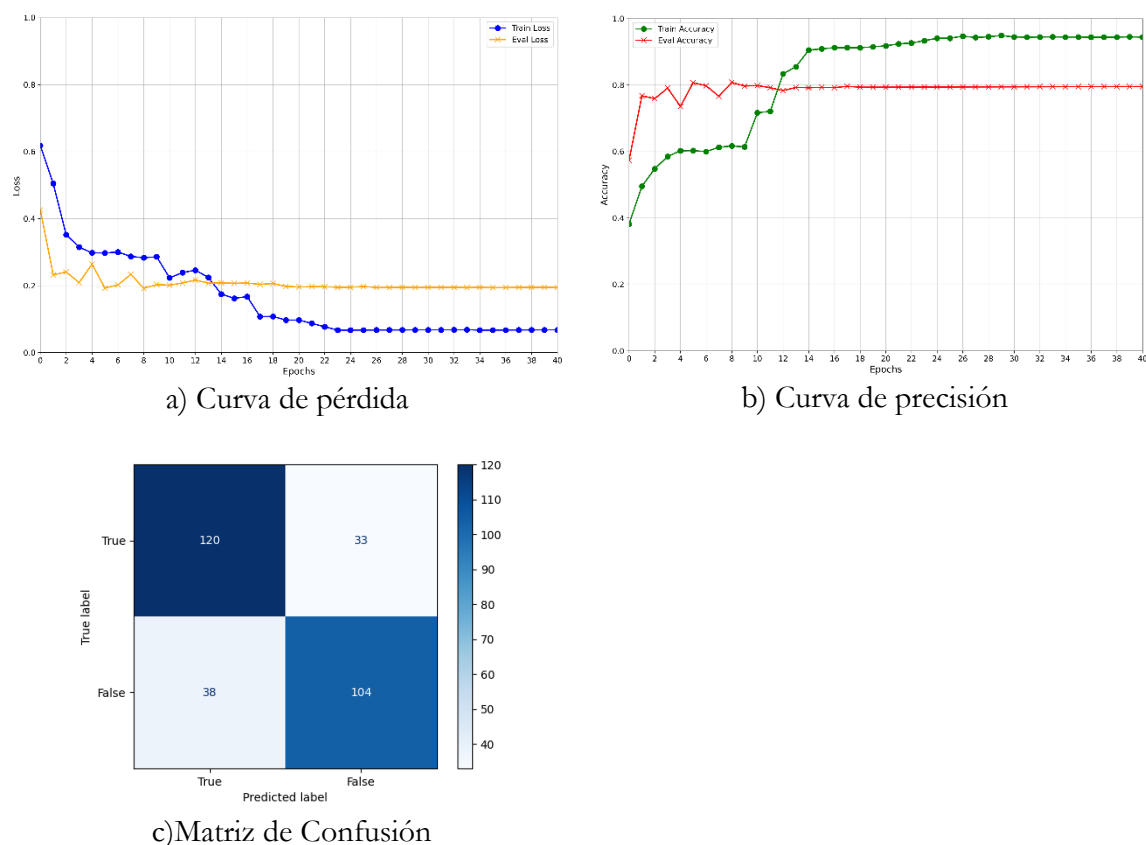 1.0
0.8
0.6
0.4
0.2
0.0
Loss
Train Loss
Eval Loss
0 2 4 6 8 10 12 14 16 18 20 22 24 26 28 30 32 34 36 38 40
Epochs
a) Curva de pérdida
1.0
0.8
0.6
0.4
0.2
0.0
Accuracy
Train Accuracy
Eval Accuracy
0 2 4 6 8 10 12 14 16 18 20 22 24 26 28 30 32 34 36 38 40
Epochs
b) Curva de precisión
True label
True
120 33
False
38 104
True False
Predicted label
120
110
100
90
80
70
60
50
40
c)Matriz de Confusión